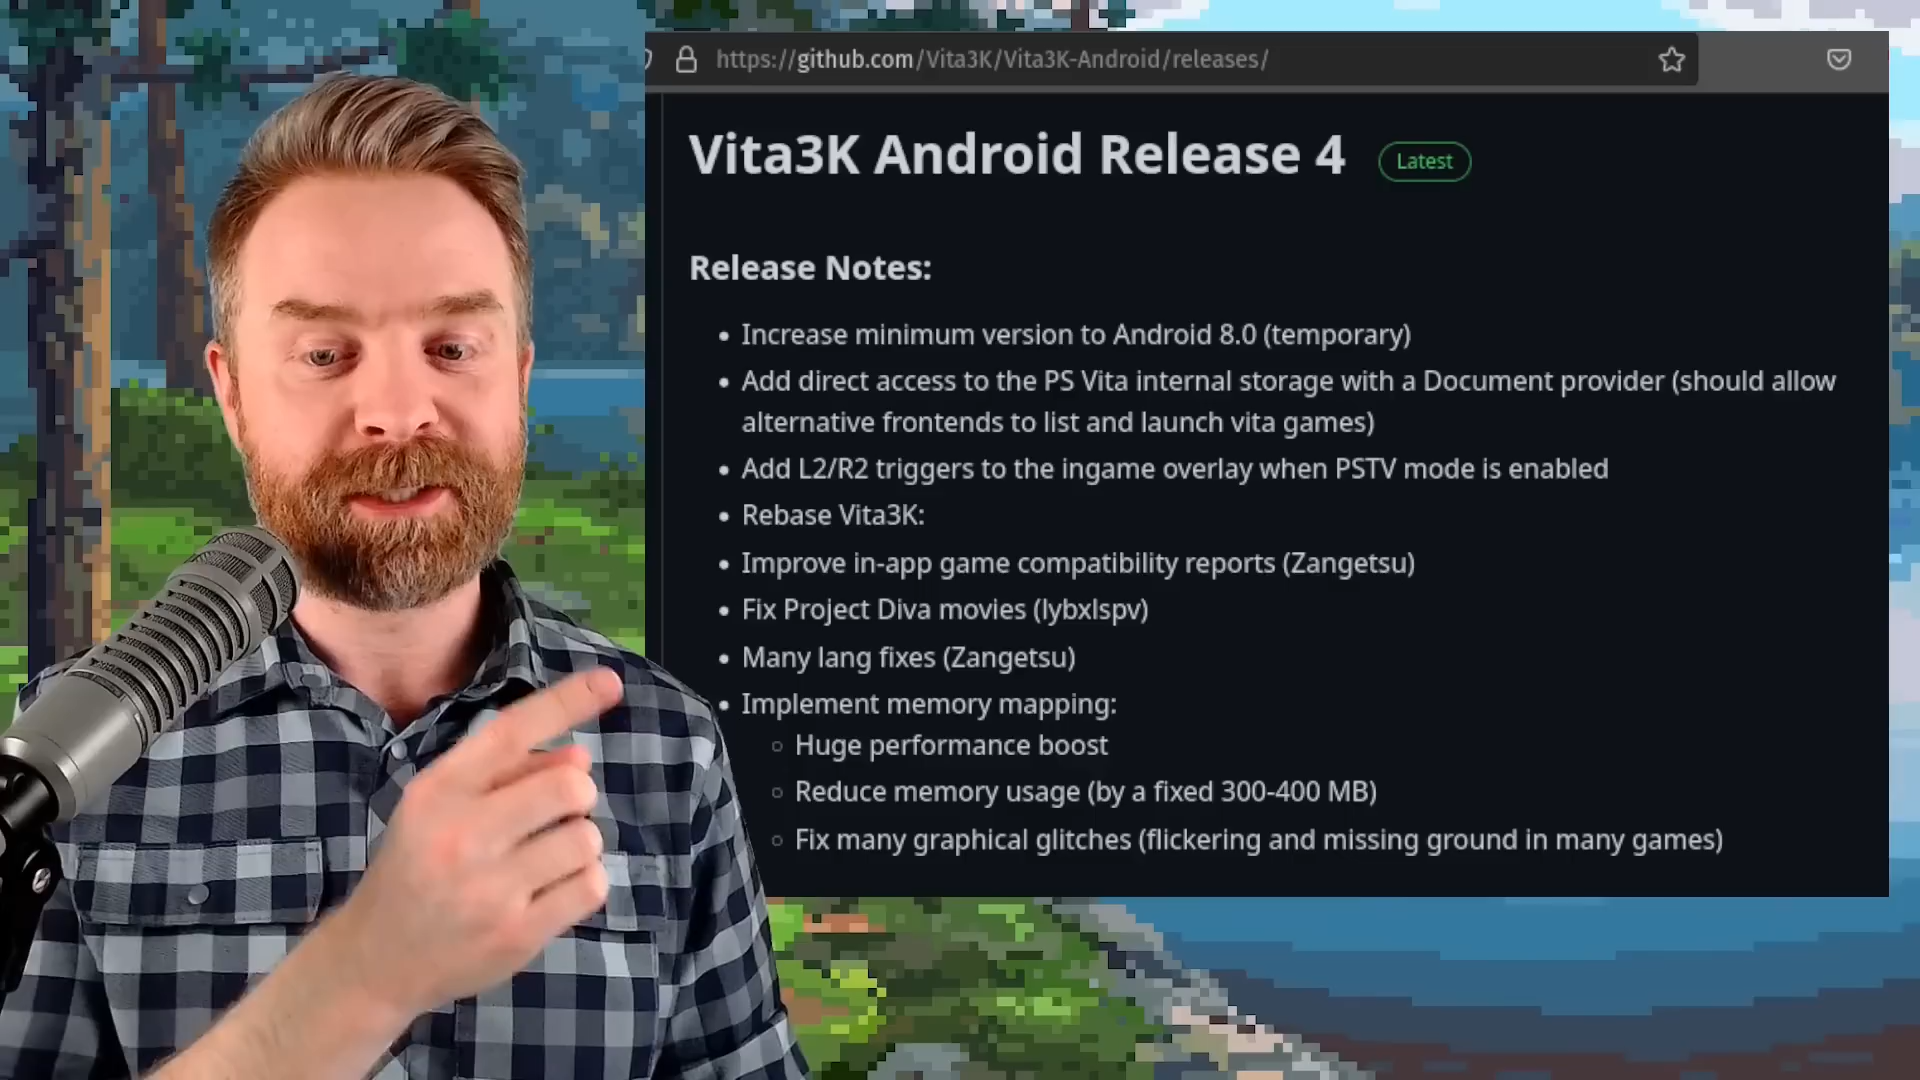 https://github.com/Vita3K/Vita3K-Android/releases/
Vita3K Android Release 4 Latest
Release Notes:
• Increase minimum version to Android 8.0 (temporary)
• Add direct access to the PS Vita internal storage with a Document provider (should allow
alternative frontends to list and launch vita games)
• Add L2/R2 triggers to the ingame overlay when PSTV mode is enabled
• Rebase Vita3K:
• Improve in-app game compatibility reports (Zangetsu)
• Fix Project Diva movies (lybxlspv)
• Many lang fixes (Zangetsu)
• Implement memory mapping:
○ Huge performance boost
○ Reduce memory usage (by a fixed 300-400 MB)
○ Fix many graphical glitches (flickering and missing ground in many games)